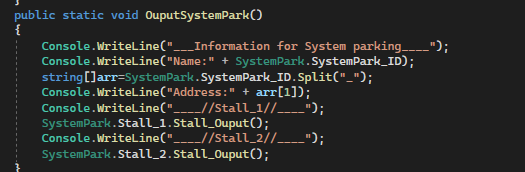 public static void OuputSystemPark()
{
Console.WriteLine("___Information for System parking____");
Console.WriteLine("Name:" + SystemPark.SystemPark_ID);
string[]arr=SystemPark.SystemPark_ID.Split("_");
Console.WriteLine("Address:" + arr[1]);
Console.WriteLine("____//Stall_1//____");
SystemPark.Stall_1.Stall_Ouput();
Console.WriteLine("____//Stall_2//____");
SystemPark.Stall_2.Stall_Ouput();
}